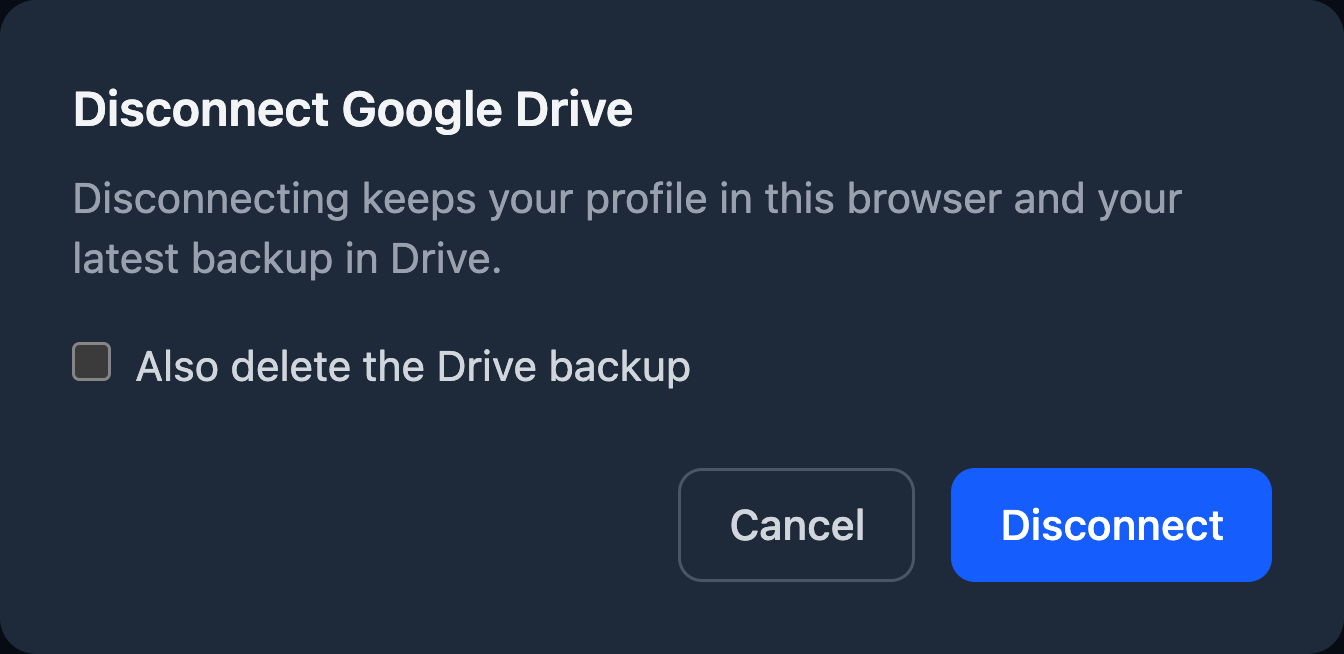 Disconnect Google Drive
Disconnecting keeps your profile in this browser and your
latest backup in Drive.
Also delete the Drive backup
Cancel
Disconnect